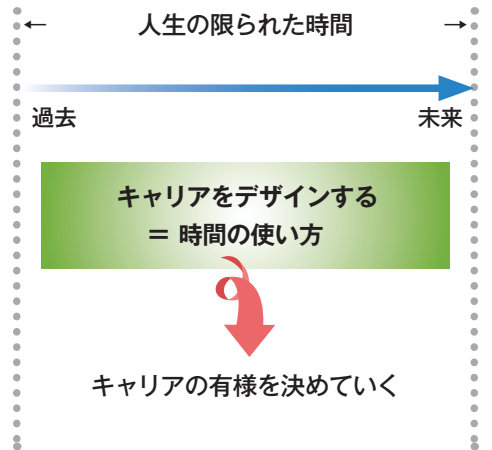 ← 人生の限られた時間 →
過去 未来
キャリアをデザインする
＝ 時間の使い方
キャリアの有様を決めていく